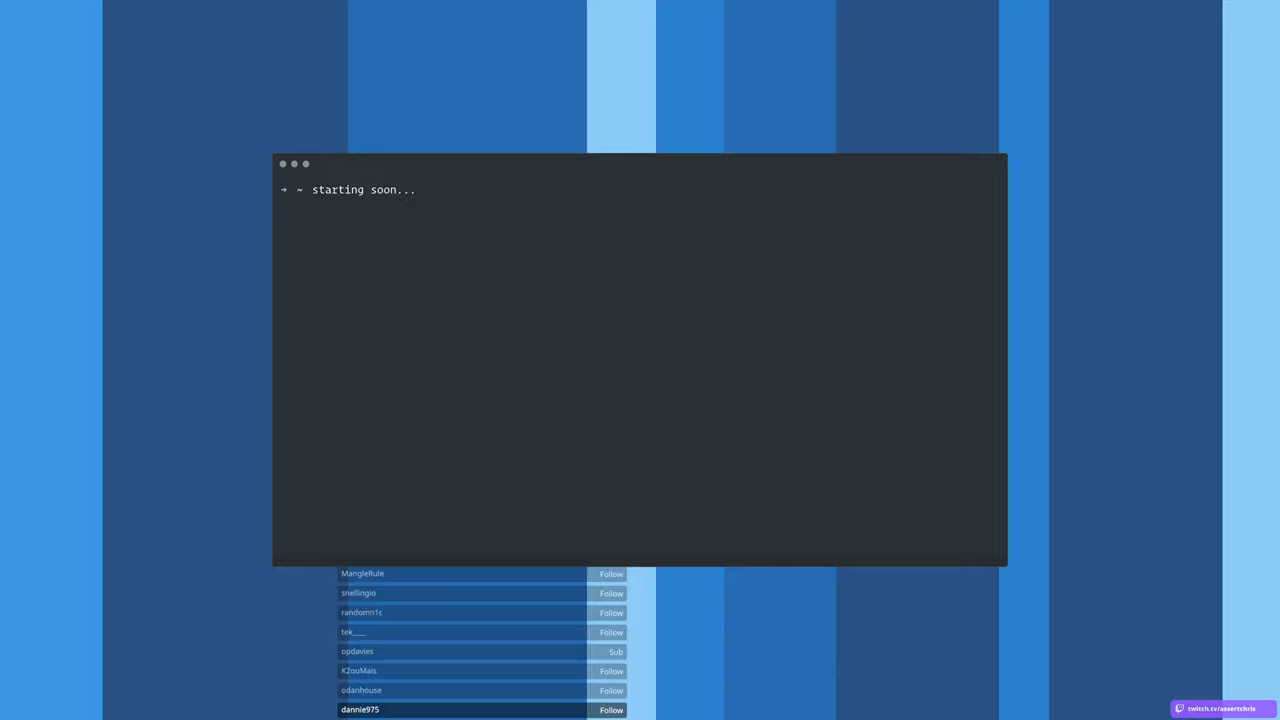 ➜ ~ starting soon...
MangleRule Follow
snellingio Follow
randomn1c Follow
tek___ Follow
opdavies Sub
K2ouMais Follow
odanhouse Follow
dannie975 Follow
twitch.tv/assertchris